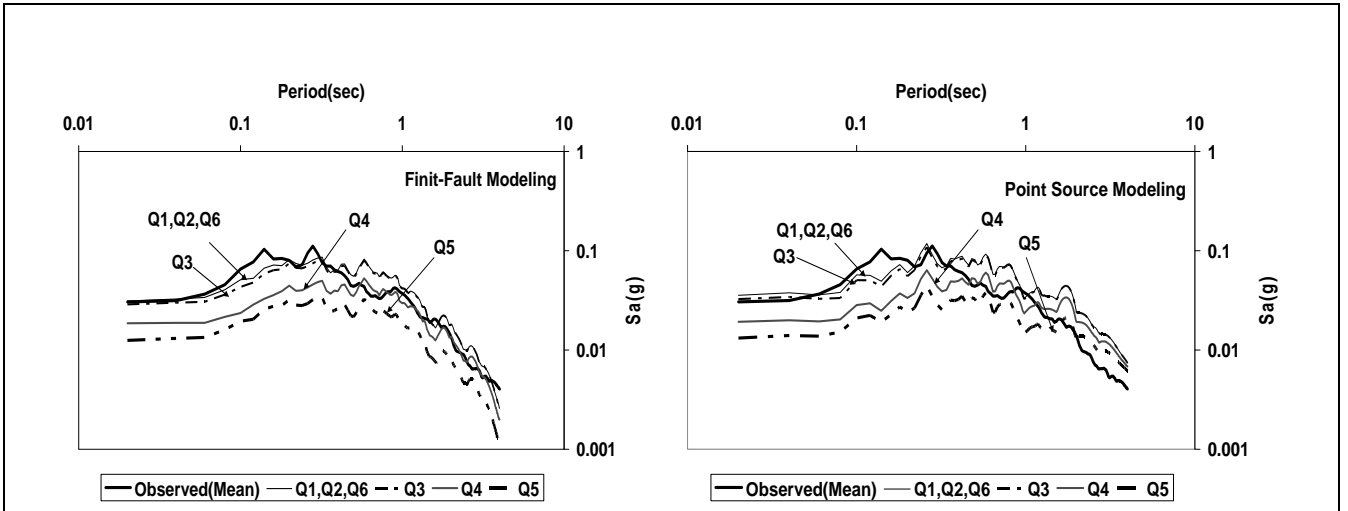 Period(sec)
0.01 0.1 1 10
1
0.1
0.01
0.001
Sa(g)
Finit-Fault Modeling
Q1,Q2,Q6
Q3
Q4
Q5
Observed(Mean) Q1,Q2,Q6 Q3 Q4 Q5
Period(sec)
0.01 0.1 1 10
1
0.1
0.01
0.001
Sa(g)
Point Source Modeling
Q1,Q2,Q6
Q3
Q4
Q5
Observed(Mean) Q1,Q2,Q6 Q3 Q4 Q5